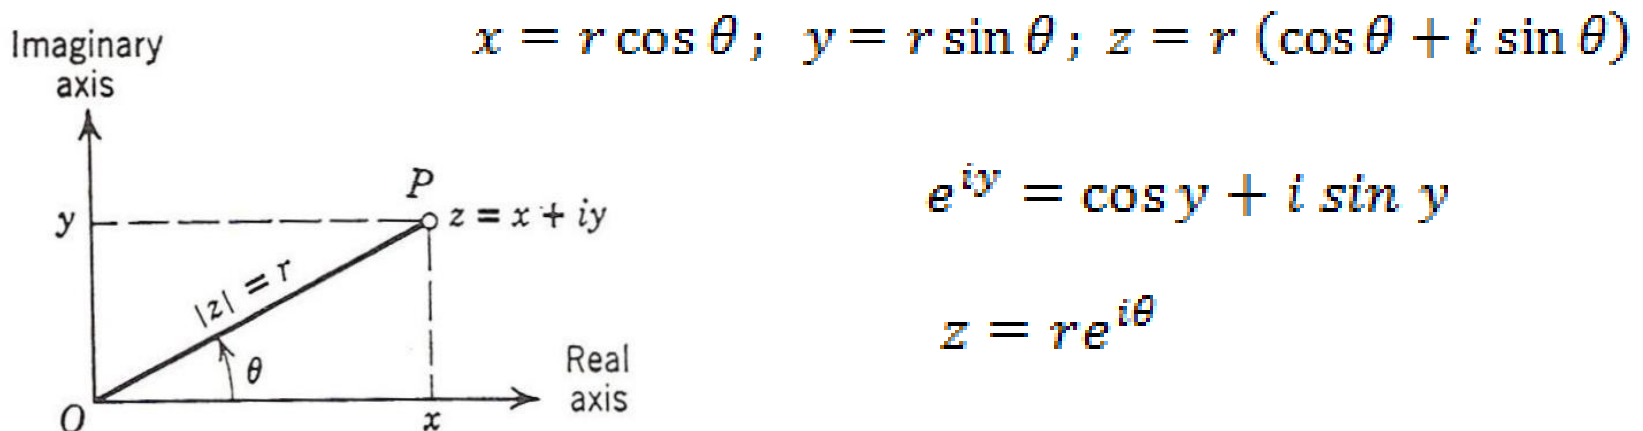 x = r cos θ ; y = r sin θ ; z = r (cos θ + i sin θ)
Imaginary
axis
P
y
z = x + iy
e^{iy} = cos y + i sin y
|z| = r
z = re^{iθ}
θ
Real
axis
O
x